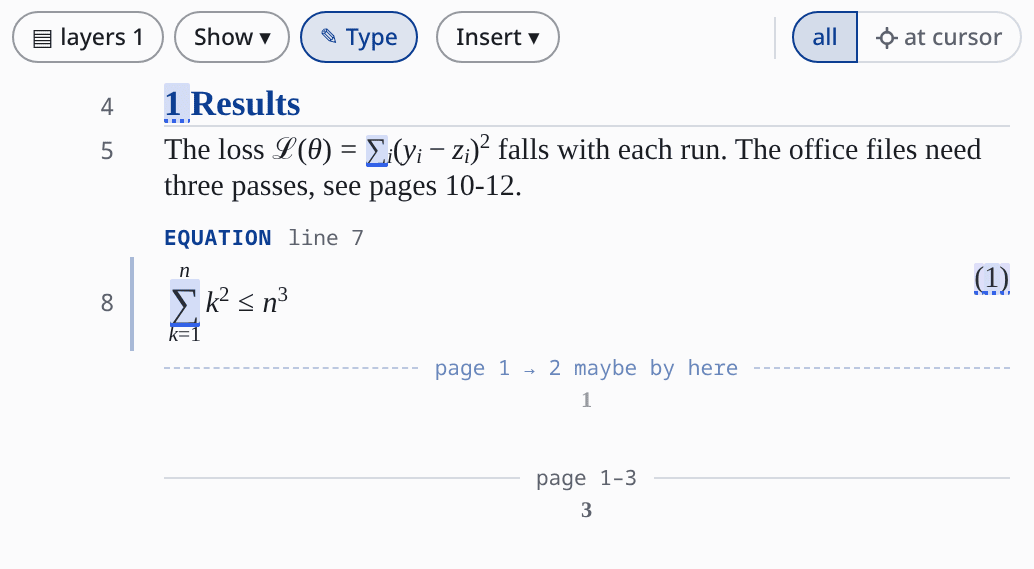 ▤ layers 1 Show ▾ ✎ Type Insert ▾ all at cursor
4 1 Results
5 The loss ℒ(θ) = ∑ᵢ(yᵢ − zᵢ)² falls with each run. The office files need
three passes, see pages 10-12.
EQUATION line 7
n
8 ∑ k² ≤ n³ (1)
k=1
page 1 → 2 maybe by here
1
page 1–3
3